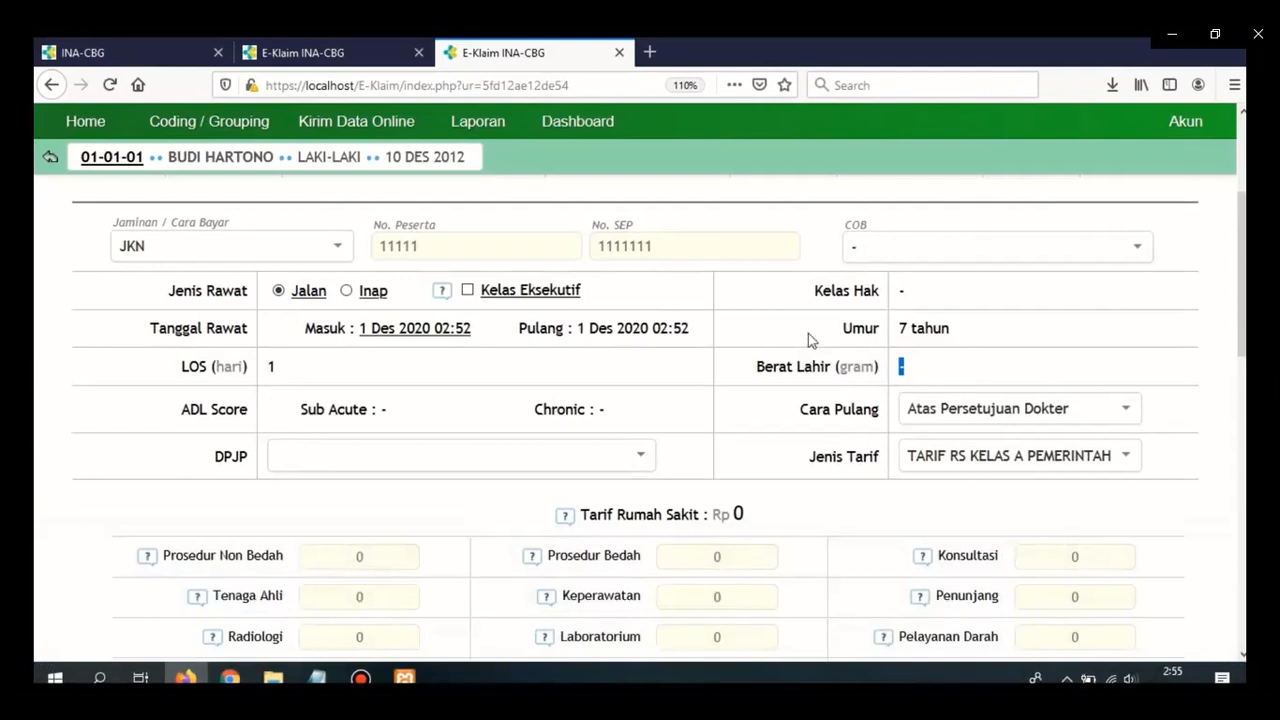 INA-CBG
E-Klaim INA-CBG
E-Klaim INA-CBG
https://localhost/E-Klaim/index.php?ur=5fd12ae12de54
110%
Search
Home
Coding / Grouping
Kirim Data Online
Laporan
Dashboard
Akun
01-01-01 •• BUDI HARTONO •• LAKI-LAKI •• 10 DES 2012
Jaminan / Cara Bayar
No. Peserta
No. SEP
COB
JKN
11111
1111111
-
Jenis Rawat
Jalan
Inap
?
Kelas Eksekutif
Kelas Hak
-
Tanggal Rawat
Masuk : 1 Des 2020 02:52
Pulang : 1 Des 2020 02:52
Umur
7 tahun
LOS (hari)
1
Berat Lahir (gram)
-
ADL Score
Sub Acute : -
Chronic : -
Cara Pulang
Atas Persetujuan Dokter
DPJP
Jenis Tarif
TARIF RS KELAS A PEMERINTAH
? Tarif Rumah Sakit : Rp 0
? Prosedur Non Bedah
0
? Prosedur Bedah
0
? Konsultasi
0
? Tenaga Ahli
0
? Keperawatan
0
? Penunjang
0
? Radiologi
0
? Laboratorium
0
? Pelayanan Darah
0
2:55